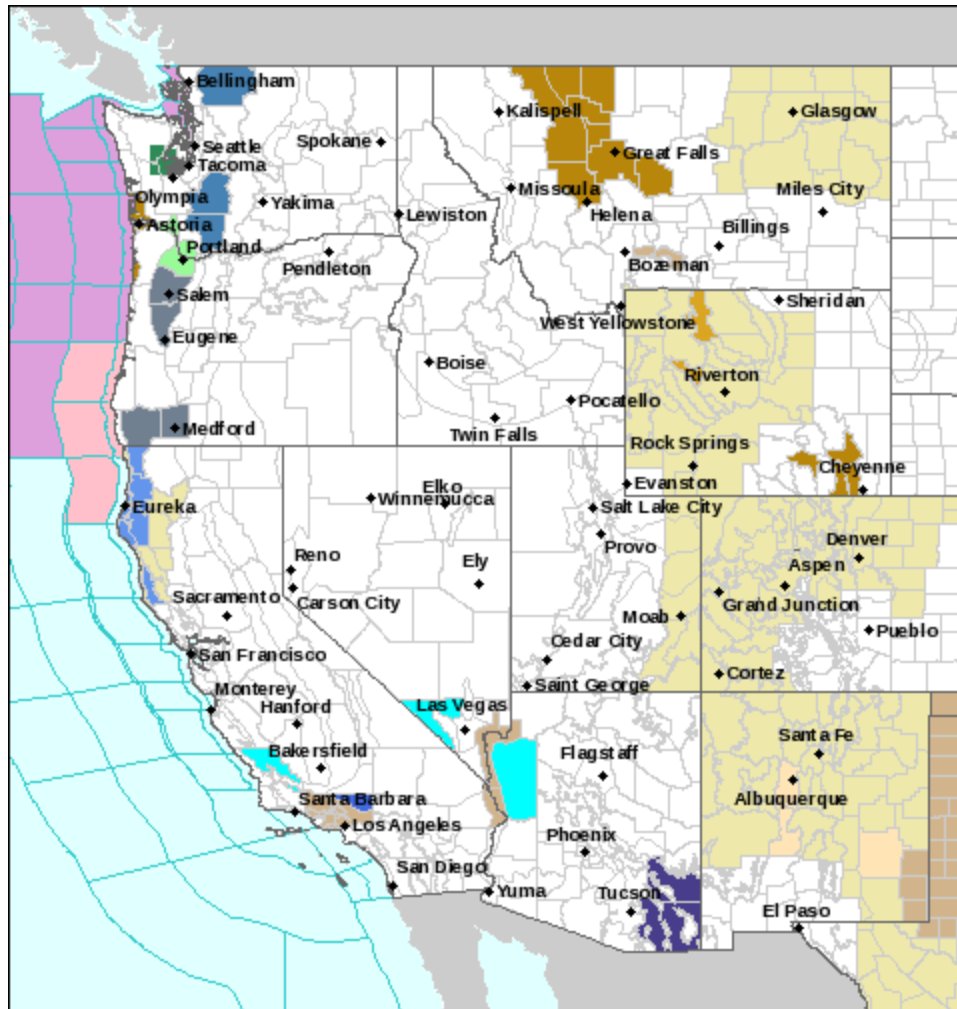 Bellingham
Kalispell
Glasgow
Seattle
Spokane
Great Falls
Tacoma
Missoula
Miles City
Olympia
Yakima
Helena
Lewiston
Astoria
Portland
Billings
Pendleton
Bozeman
Salem
Sheridan
West Yellowstone
Eugene
Boise
Riverton
Pocatello
Medford
Twin Falls
Rock Springs
Cheyenne
Elko
Evanston
Winnemucca
Eureka
Salt Lake City
Denver
Provo
Reno
Ely
Aspen
Sacramento
Carson City
Grand Junction
Moab
Pueblo
Cedar City
San Francisco
Cortez
Saint George
Monterey
Hanford
Las Vegas
Santa Fe
Bakersfield
Flagstaff
Albuquerque
Santa Barbara
Los Angeles
Phoenix
San Diego
Yuma
Tucson
El Paso